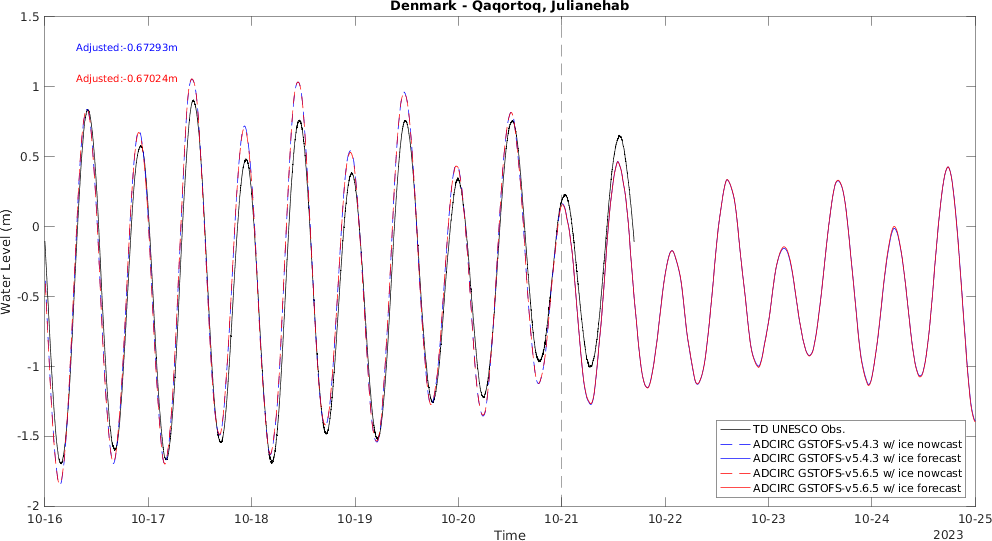 Denmark - Qaqortoq, Julianehab
Adjusted:-0.67293m
Adjusted:-0.67024m
Water Level (m)
1.5
1
0.5
0
-0.5
-1
-1.5
-2
10-16
10-17
10-18
10-19
10-20
10-21
10-22
10-23
10-24
10-25
Time
2023
TD UNESCO Obs.
ADCIRC GSTOFS-v5.4.3 w/ ice nowcast
ADCIRC GSTOFS-v5.4.3 w/ ice forecast
ADCIRC GSTOFS-v5.6.5 w/ ice nowcast
ADCIRC GSTOFS-v5.6.5 w/ ice forecast